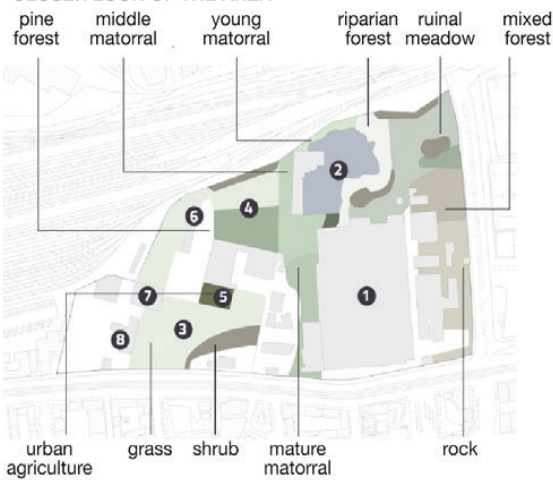 pine
forest
middle
matorral
young
matorral
riparian
forest
ruinal
meadow
mixed
forest
2
4
6
1
5
7
3
8
urban
agriculture
grass
shrub
mature
matorral
rock